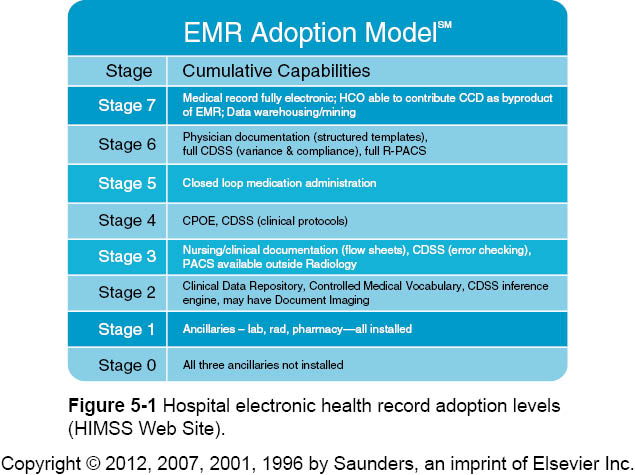 EMR Adoption Model℠
Stage Cumulative Capabilities
Stage 7 Medical record fully electronic; HCO able to contribute CCD as byproduct
of EMR; Data warehousing/mining
Stage 6 Physician documentation (structured templates),
full CDSS (variance & compliance), full R-PACS
Stage 5 Closed loop medication administration
Stage 4 CPOE, CDSS (clinical protocols)
Stage 3 Nursing/clinical documentation (flow sheets), CDSS (error checking),
PACS available outside Radiology
Stage 2 Clinical Data Repository, Controlled Medical Vocabulary, CDSS inference
engine, may have Document Imaging
Stage 1 Ancillaries – lab, rad, pharmacy—all installed
Stage 0 All three ancillaries not installed
Figure 5-1 Hospital electronic health record adoption levels
(HIMSS Web Site).
Copyright © 2012, 2007, 2001, 1996 by Saunders, an imprint of Elsevier Inc.